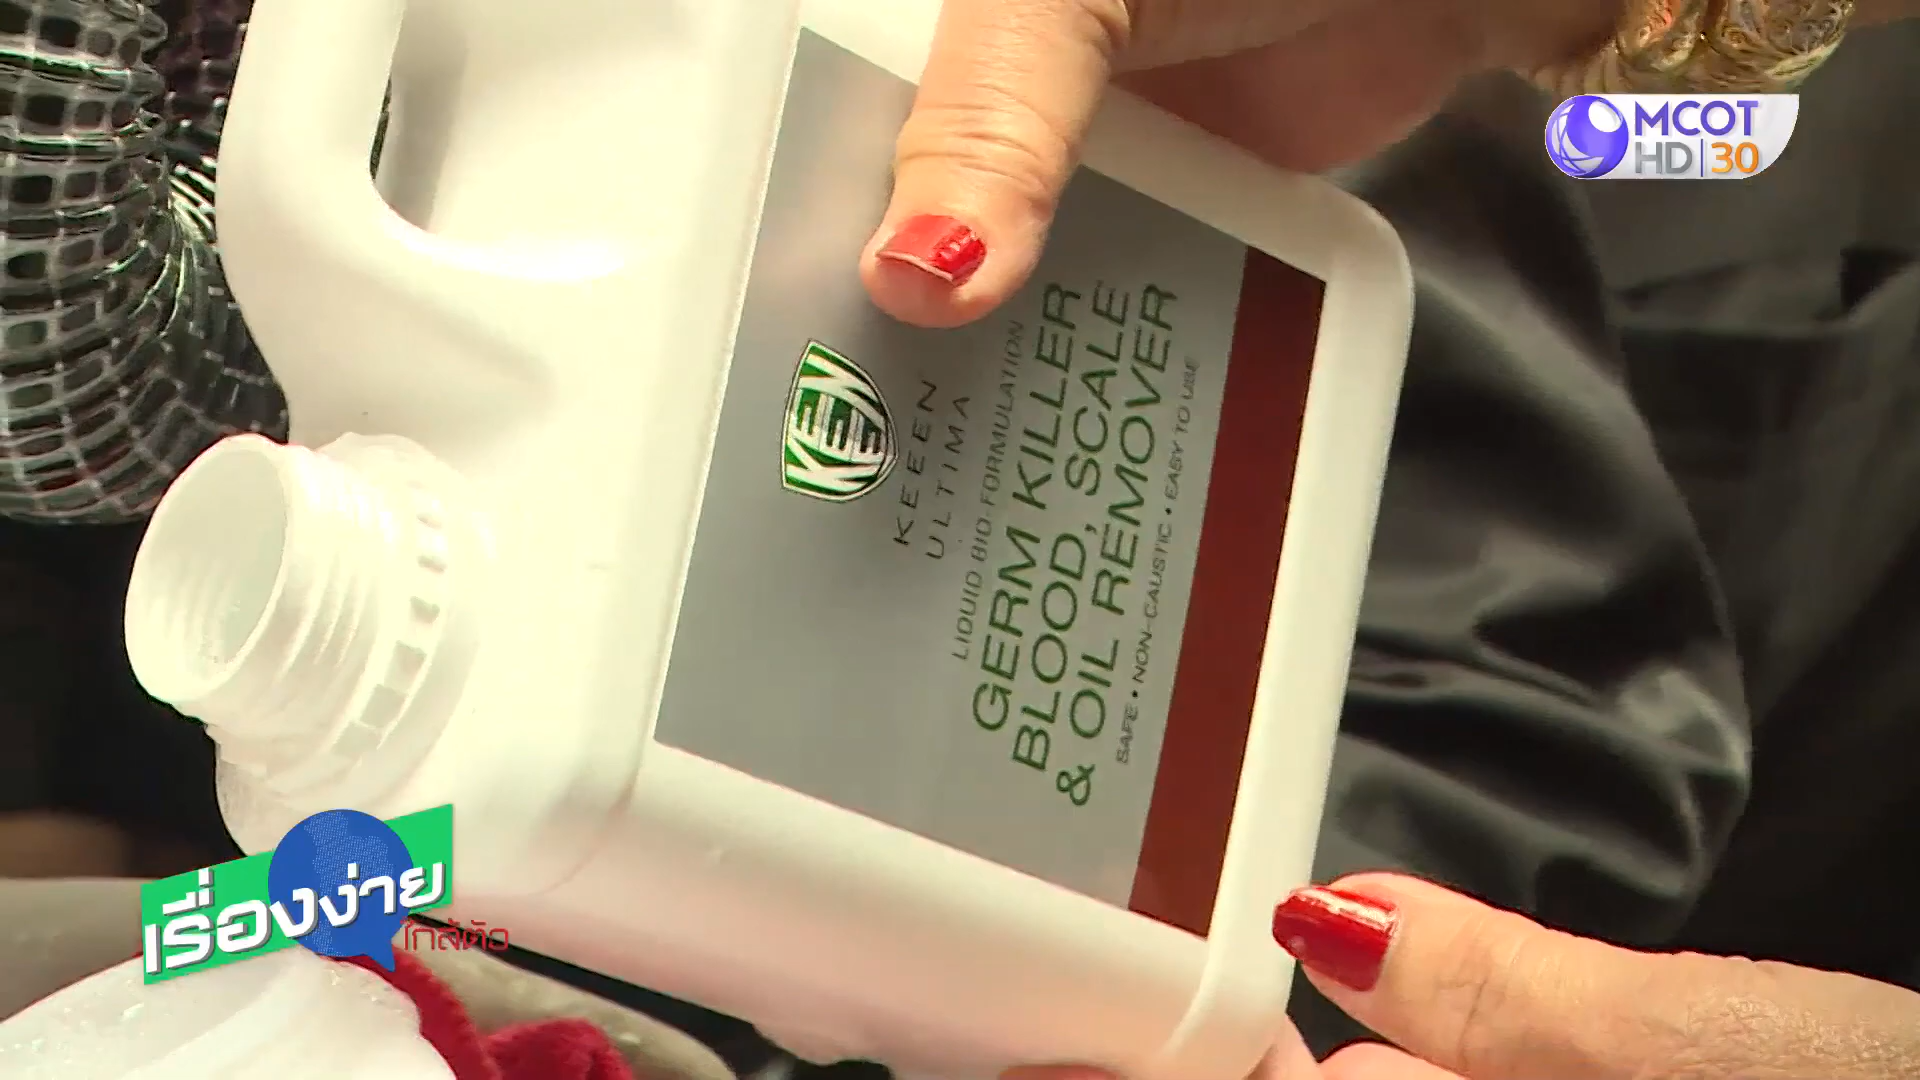 MCOT
HD 30
KEEEN
KEEEN
ULTIMA
LIQUID BIO-FORMULATION
GERM KILLER
BLOOD, SCALE
& OIL REMOVER
SAFE • NON-CAUSTIC • EASY TO USE
เรื่องง่าย
ใกล้ตัว